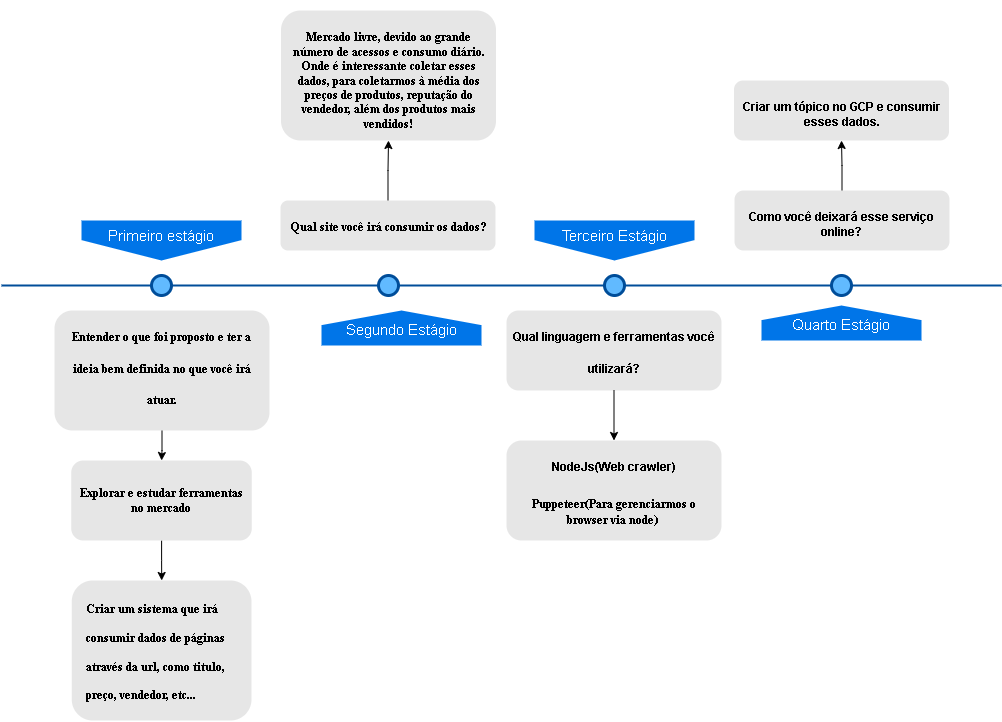 Mercado livre, devido ao grande
número de acessos e consumo diário.
Onde é interessante coletar esses
dados, para coletarmos à média dos
preços de produtos, reputação do
vendedor, além dos produtos mais
vendidos!
Criar um tópico no GCP e consumir
esses dados.
Qual site você irá consumir os dados?
Como você deixará esse serviço
online?
Primeiro estágio
Terceiro Estágio
Segundo Estágio
Quarto Estágio
Entender o que foi proposto e ter a
ideia bem definida no que você irá
atuar.
Qual linguagem e ferramentas você
utilizará?
Explorar e estudar ferramentas
no mercado
NodeJs(Web crawler)
Puppeteer(Para gerenciarmos o
browser via node)
Criar um sistema que irá
consumir dados de páginas
através da url, como titulo,
preço, vendedor, etc...